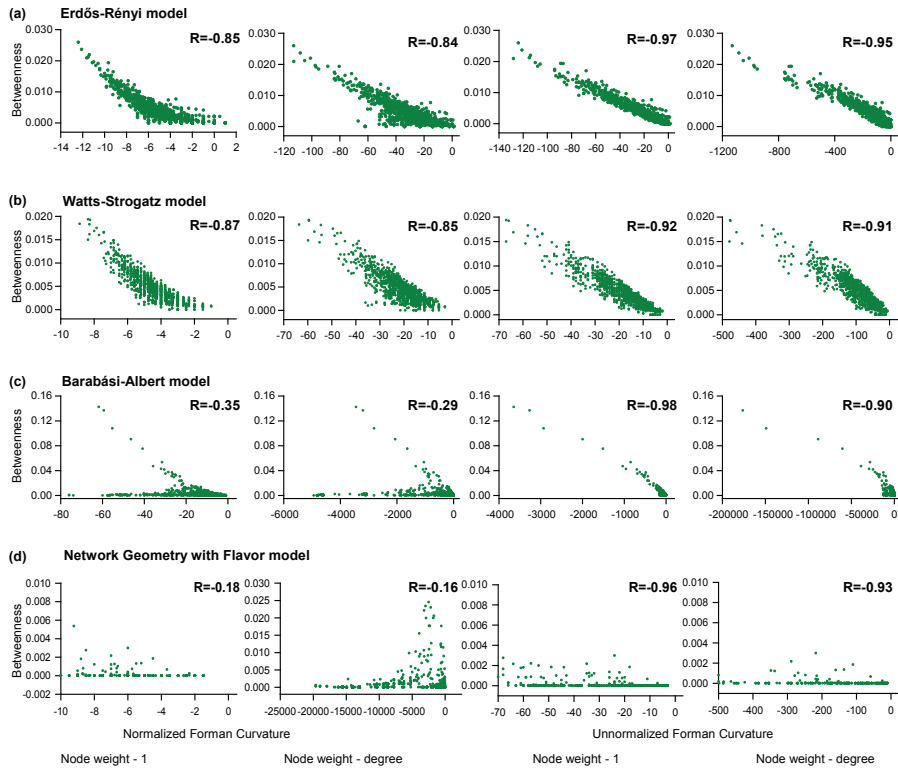 (a) Erdős-Rényi model
R=-0.85
R=-0.84
R=-0.97
R=-0.95
Betweenness
0.030
0.020
0.010
0.000
-14 -12 -10 -8 -6 -4 -2 0 2
0.030
0.020
0.010
0.000
-120 -100 -80 -60 -40 -20 0
0.030
0.020
0.010
0.000
-140 -120 -100 -80 -60 -40 -20 0
0.030
0.020
0.010
0.000
-1200 -800 -400 0
(b) Watts-Strogatz model
R=-0.87
R=-0.85
R=-0.92
R=-0.91
Betweenness
0.020
0.015
0.010
0.005
0.000
-10 -8 -6 -4 -2 0
0.020
0.015
0.010
0.005
0.000
-70 -60 -50 -40 -30 -20 -10 0
0.020
0.015
0.010
0.005
0.000
-70 -60 -50 -40 -30 -20 -10 0
0.020
0.015
0.010
0.005
0.000
-500 -400 -300 -200 -100 0
(c) Barabási-Albert model
R=-0.35
R=-0.29
R=-0.98
R=-0.90
Betweenness
0.16
0.12
0.08
0.04
0.00
-80 -60 -40 -20 0
0.16
0.12
0.08
0.04
0.00
-6000 -4000 -2000 0
0.16
0.12
0.08
0.04
0.00
-4000 -3000 -2000 -1000 0
0.16
0.12
0.08
0.04
0.00
-200000 -150000 -100000 -50000 0
(d) Network Geometry with Flavor model
R=-0.18
R=-0.16
R=-0.96
R=-0.93
Betweenness
0.010
0.008
0.006
0.004
0.002
0.000
-0.002
-10 -8 -6 -4 -2 0
0.030
0.025
0.020
0.015
0.010
0.005
0.000
-25000 -20000 -15000 -10000 -5000 0
0.010
0.008
0.006
0.004
0.002
0.000
-70 -60 -50 -40 -30 -20 -10 0
0.010
0.008
0.006
0.004
0.002
0.000
-500 -400 -300 -200 -100 0
Normalized Forman Curvature
Unnormalized Forman Curvature
Node weight - 1
Node weight - degree
Node weight - 1
Node weight - degree